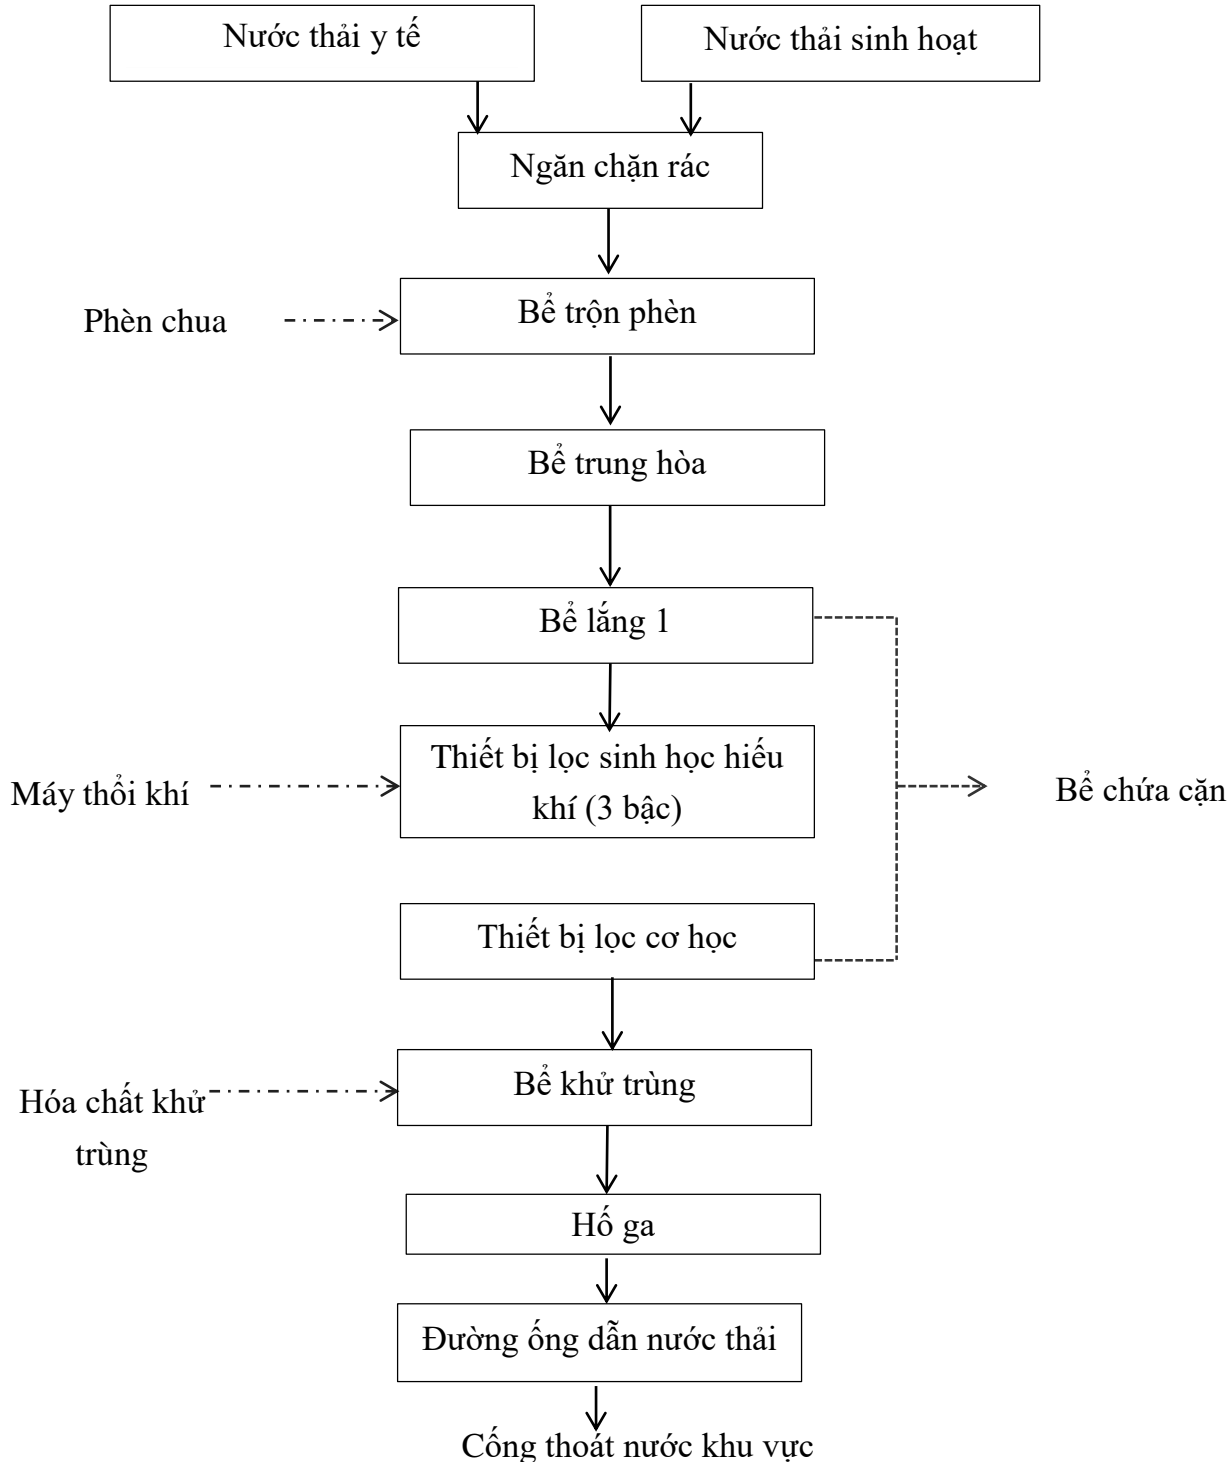 Nước thải y tế
Nước thải sinh hoạt
Ngăn chặn rác
Phèn chua
Bể trộn phèn
Bể trung hòa
Bể lắng 1
Thiết bị lọc sinh học hiếu
khí (3 bậc)
Máy thổi khí
Bể chứa cặn
Thiết bị lọc cơ học
Bể khử trùng
Hóa chất khử
trùng
Hố ga
Đường ống dẫn nước thải
Cống thoát nước khu vực